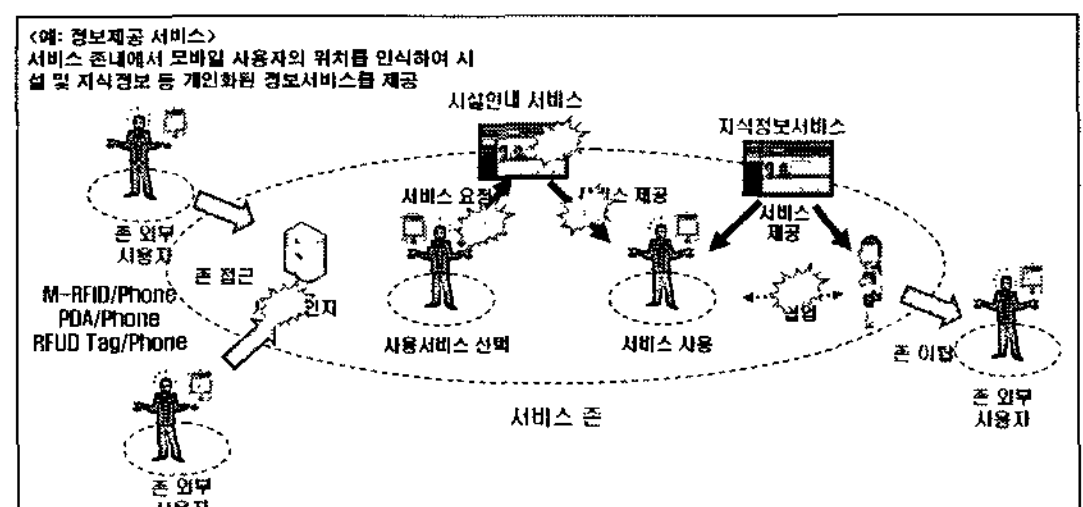 <예: 정보제공 서비스>
서비스 존내에서 모바일 사용자의 위치를 인식하여 시
설 및 지식정보 등 개인화된 정보서비스를 제공
시설안내 서비스
지식정보서비스
서비스 요청
제공
서비스
제공
존 외부
사용자
존 접근
인지
M-RFID/Phone
PDA/Phone
RFUD Tag/Phone
사용서비스 선택
서비스 사용
협업
존 이탈
존 외부
사용자
서비스 존
존 외부
사용자